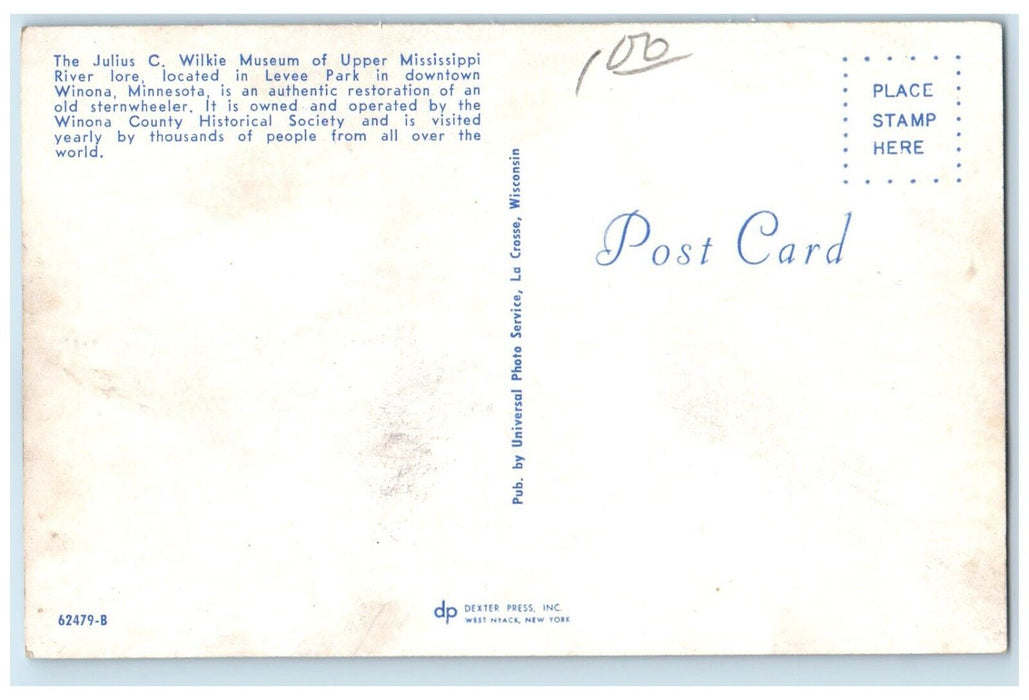 The Julius C. Wilkie Museum of Upper Mississippi
River lore, located in Levee Park in downtown
Winona, Minnesota, is an authentic restoration of an
old sternwheeler. It is owned and operated by the
Winona County Historical Society and is visited
yearly by thousands of people from all over the
world.
Pub. by Universal Photo Service, La Crosse, Wisconsin
100
PLACE
STAMP
HERE
Post Card
62479-B
dp DEXTER PRESS, INC.
WEST NYACK, NEW YORK